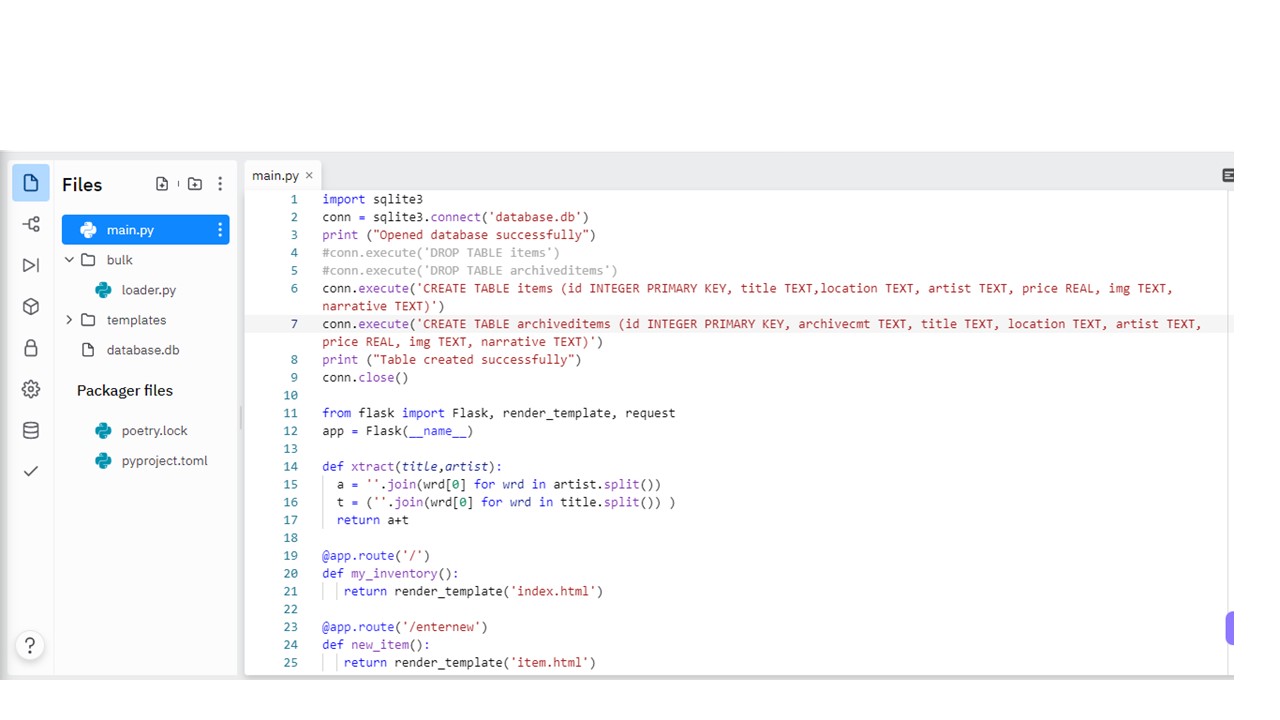 Files
main.py
bulk
loader.py
templates
database.db
Packager files
poetry.lock
pyproject.toml
?
main.py ×
1 import sqlite3
2 conn = sqlite3.connect('database.db')
3 print ("Opened database successfully")
4 #conn.execute('DROP TABLE items')
5 #conn.execute('DROP TABLE archiveditems')
6 conn.execute('CREATE TABLE items (id INTEGER PRIMARY KEY, title TEXT,location TEXT, artist TEXT, price REAL, img TEXT,
narrative TEXT)')
7 conn.execute('CREATE TABLE archiveditems (id INTEGER PRIMARY KEY, archivecmt TEXT, title TEXT, location TEXT, artist TEXT,
price REAL, img TEXT, narrative TEXT)')
8 print ("Table created successfully")
9 conn.close()
10
11 from flask import Flask, render_template, request
12 app = Flask(__name__)
13
14 def xtract(title,artist):
15   a = ''.join(wrd[0] for wrd in artist.split())
16   t = (''.join(wrd[0] for wrd in title.split()) )
17   return a+t
18
19 @app.route('/')
20 def my_inventory():
21    return render_template('index.html')
22
23 @app.route('/enternew')
24 def new_item():
25    return render_template('item.html')